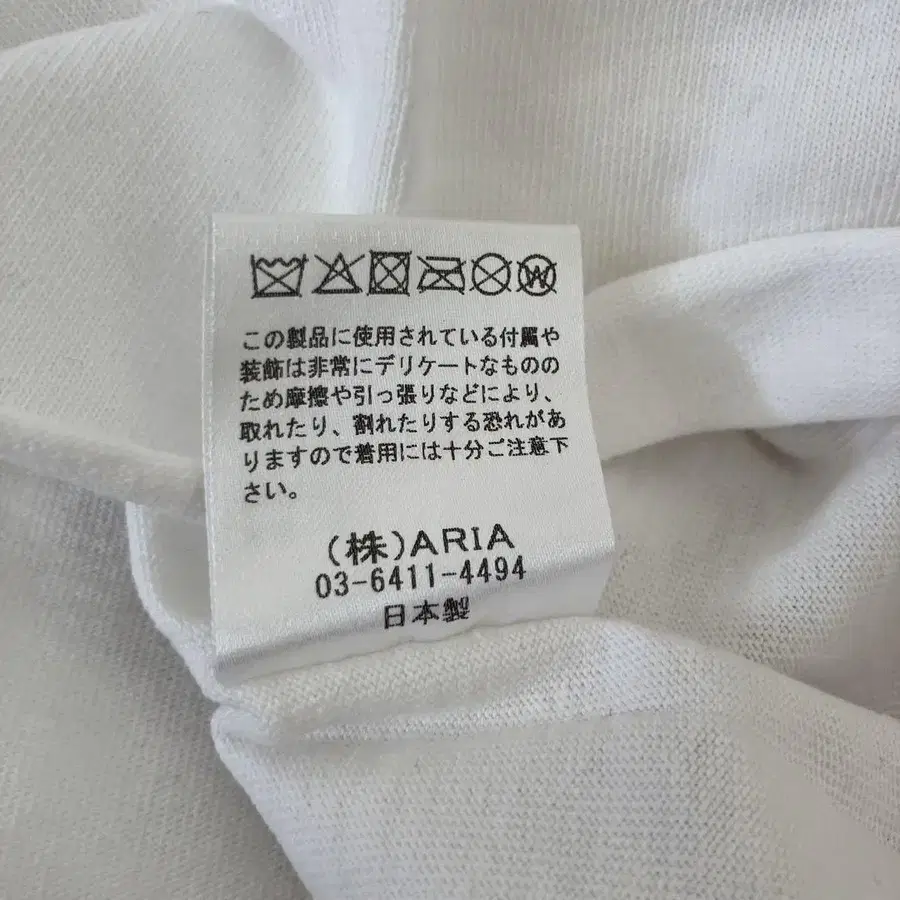 この製品に使用されている付属や
装飾は非常にデリケートなものの
ため摩擦や引っ張りなどにより、
取れたり、割れたりする恐れがあ
りますので着用には十分ご注意下
さい。
(株)ARIA
03-6411-4494
日本製